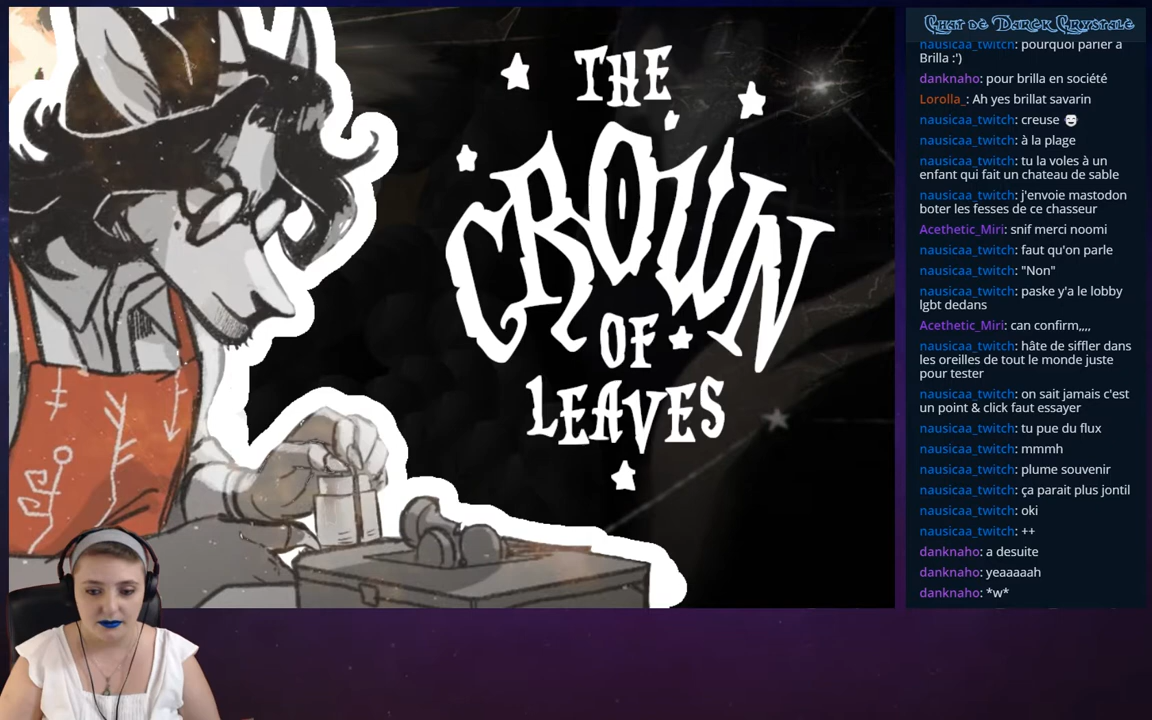 THE
CROWN
OF
LEAVES
Chat de Darck Crystale
nausicaa_twitch: pourquoi parler à
Brilla :')
danknaho: pour brilla en société
Lorolla_: Ah yes brillat savarin
nausicaa_twitch: creuse
nausicaa_twitch: à la plage
nausicaa_twitch: tu la voles à un
enfant qui fait un chateau de sable
nausicaa_twitch: j'envoie mastodon
boter les fesses de ce chasseur
Acethetic_Miri: snif merci noomi
nausicaa_twitch: faut qu'on parle
nausicaa_twitch: "Non"
nausicaa_twitch: paske y'a le lobby
lgbt dedans
Acethetic_Miri: can confirm,,,,
nausicaa_twitch: hâte de siffler dans
les oreilles de tout le monde juste
pour tester
nausicaa_twitch: on sait jamais c'est
un point & click faut essayer
nausicaa_twitch: tu pue du flux
nausicaa_twitch: mmmh
nausicaa_twitch: plume souvenir
nausicaa_twitch: ça parait plus jontil
nausicaa_twitch: oki
nausicaa_twitch: ++
danknaho: a desuite
danknaho: yeaaaaah
danknaho: *w*